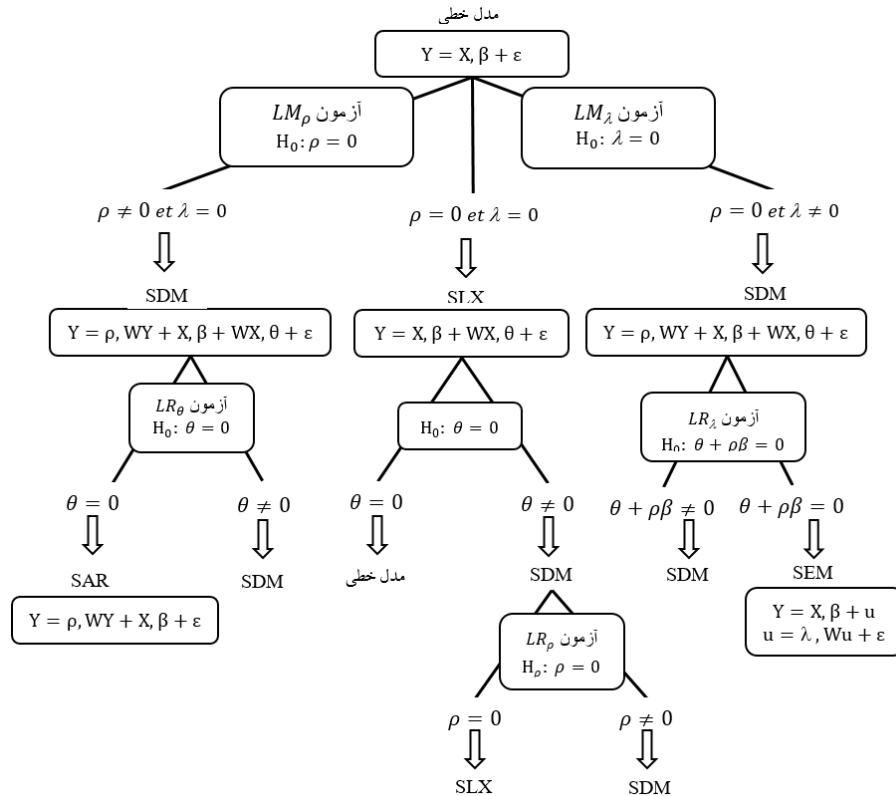 مدل خطی
Y = X, β + ε
آزمون LMρ
H₀: ρ = 0
آزمون LMλ
H₀: λ = 0
ρ ≠ 0 et λ = 0
ρ = 0 et λ = 0
ρ = 0 et λ ≠ 0
SDM
SLX
SDM
Y = ρ, WY + X, β + WX, θ + ε
Y = X, β + WX, θ + ε
Y = ρ, WY + X, β + WX, θ + ε
آزمون LRθ
H₀: θ = 0
H₀: θ = 0
آزمون LRλ
H₀: θ + ρβ = 0
θ = 0
θ ≠ 0
θ = 0
θ ≠ 0
θ + ρβ ≠ 0
θ + ρβ = 0
SAR
SDM
مدل خطی
SDM
SDM
SEM
Y = ρ, WY + X, β + ε
Y = X, β + u
u = λ , Wu + ε
آزمون LRρ
Hρ: ρ = 0
ρ = 0
ρ ≠ 0
SLX
SDM